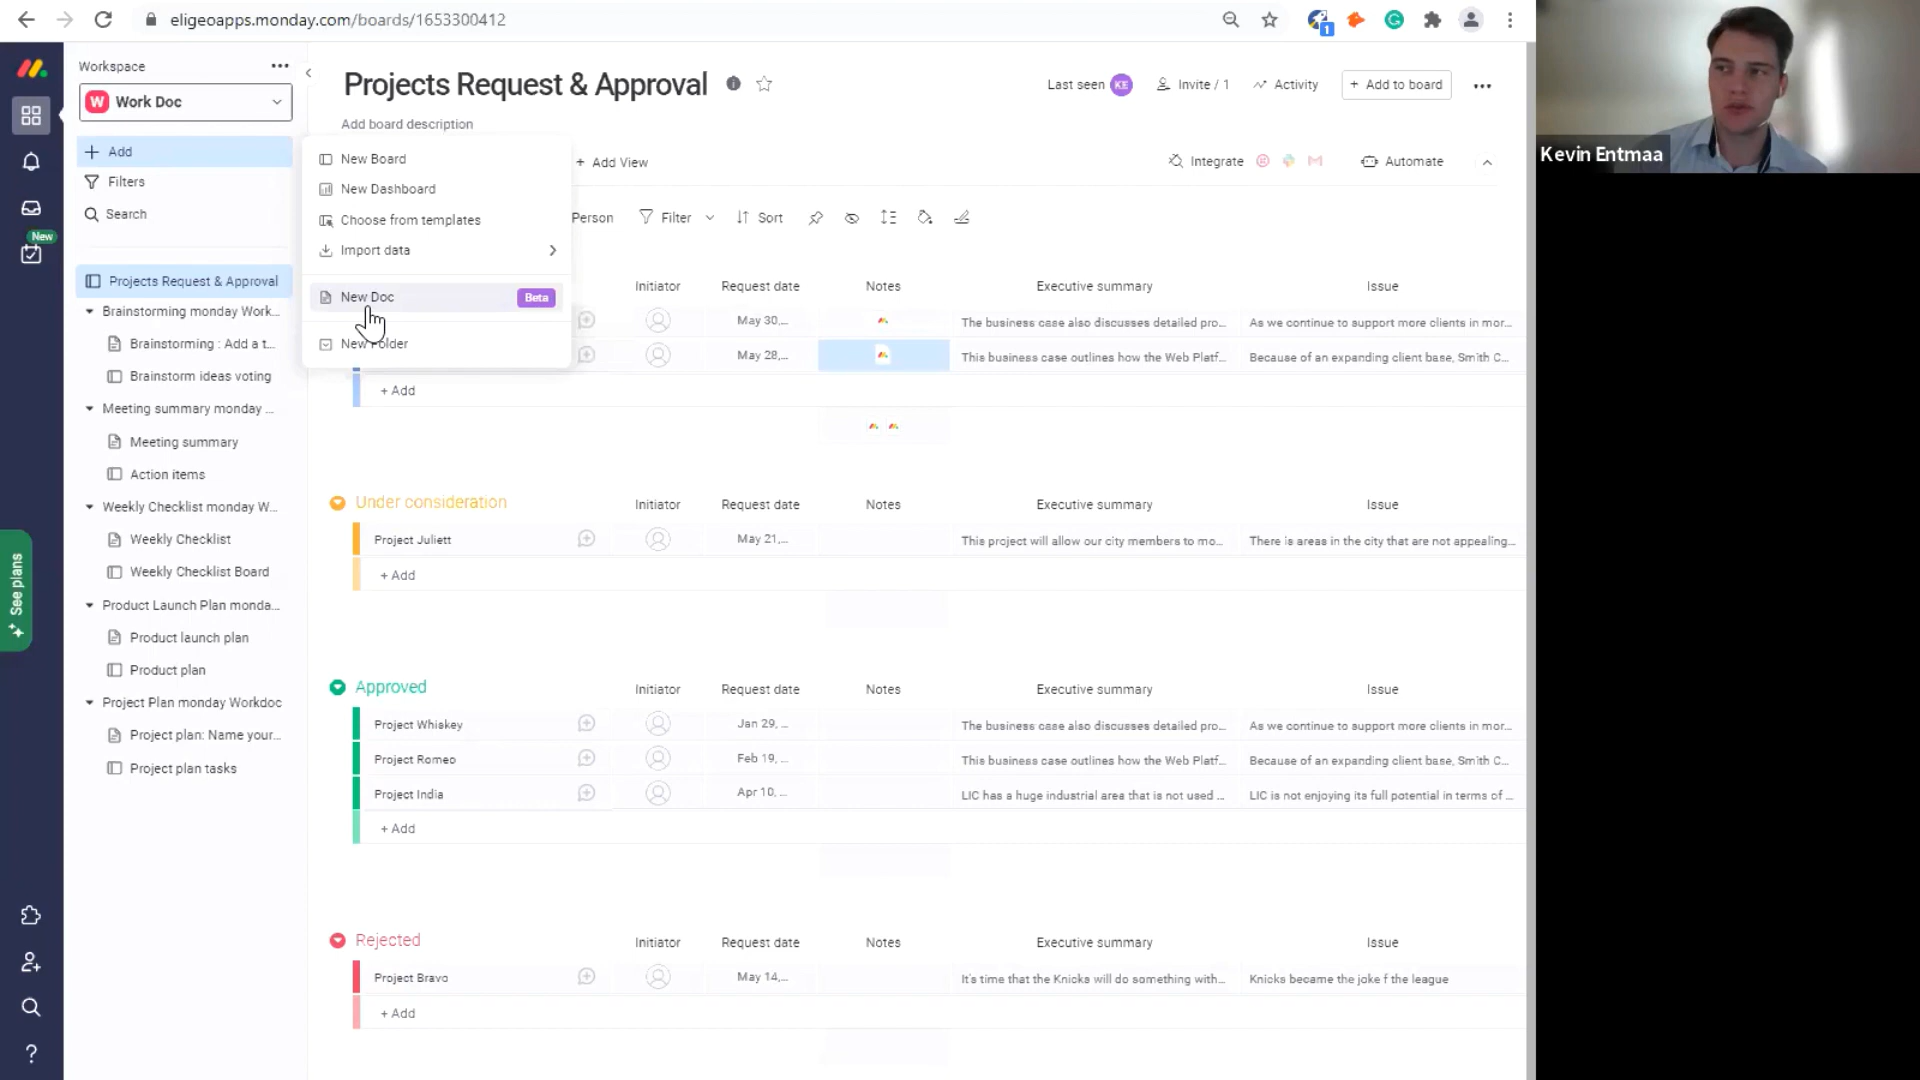 eligeoapps.monday.com/boards/1653300412
1
Workspace
W Work Doc
Add
Filters
Search
New
Projects Request & Approval
Brainstorming monday Work...
Brainstorming : Add a t...
Brainstorm ideas voting
Meeting summary monday ...
Meeting summary
Action items
Weekly Checklist monday W...
Weekly Checklist
Weekly Checklist Board
Product Launch Plan monda...
Product launch plan
Product plan
Project Plan monday Workdoc
Project plan: Name your...
Project plan tasks
See plans
Projects Request & Approval
Last seen KE
Invite / 1
Activity
+ Add to board
Add board description
New Board
New Dashboard
Choose from templates
Import data
New Doc Beta
New Folder
+ Add View
Integrate
Automate
Person
Filter
Sort
Initiator Request date Notes Executive summary Issue
May 30,... The business case also discusses detailed pro... As we continue to support more clients in mor...
May 28,... This business case outlines how the Web Platf... Because of an expanding client base, Smith C...
+ Add
Under consideration Initiator Request date Notes Executive summary Issue
Project Juliett May 21,... This project will allow our city members to mo... There is areas in the city that are not appealing...
+ Add
Approved Initiator Request date Notes Executive summary Issue
Project Whiskey Jan 29, ... The business case also discusses detailed pro... As we continue to support more clients in mor...
Project Romeo Feb 19, ... This business case outlines how the Web Platf... Because of an expanding client base, Smith C...
Project India Apr 10, ... LIC has a huge industrial area that is not used ... LIC is not enjoying its full potential in terms of ...
+ Add
Rejected Initiator Request date Notes Executive summary Issue
Project Bravo May 14,... It's time that the Knicks will do something with... Knicks became the joke f the league
+ Add
Kevin Entmaa